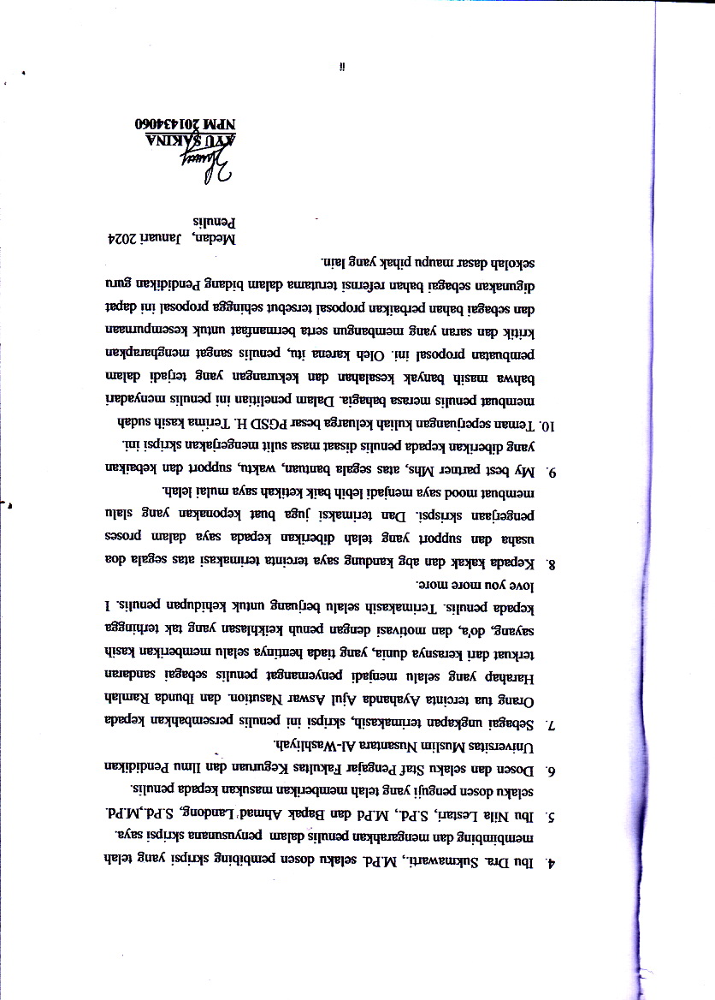 4. Ibu Dra. Sukmawarti., M.Pd. selaku dosen pembibing skripsi yang telah
membimbing dan mengarahkan penulis dalam penyusunana skripsi saya.
5. Ibu Nila Lestari, S.Pd., M.Pd dan Bapak Ahmad Landong, S.Pd.,M.Pd.
selaku dosen penguji yang telah memberikan masukan kepada penulis.
6. Dosen dan selaku Staf Pengajar Fakultas Keguruan dan Ilmu Pendidikan
Universitas Muslim Nusantara Al-Washliyah.
7. Sebagai ungkapan terimakasih, skripsi ini penulis persembahkan kepada
Orang tua tercinta Ayahanda Ajul Aswar Nasution. dan Ibunda Ramlah
Harahap yang selalu menjadi penyemangat penulis sebagai sandaran
terkuat dari kerasnya dunia, yang tiada hentinya selalu memberikan kasih
sayang, do'a, dan motivasi dengan penuh keikhlasan yang tak terhingga
kepada penulis. Terimakasih selalu berjuang untuk kehidupan penulis. I
love you more more.
8. Kepada kakak dan abg kandung saya tercinta terimakasi atas segala doa
usaha dan support yang telah diberikan kepada saya dalam proses
pengerjaan skrispsi. Dan terimaksi juga buat keponakan yang slalu
membuat mood saya menjadi lebih baik ketikah saya mulai lelah.
9. My best partner Mhs, atas segala bantuan, waktu, support dan kebaikan
yang diberikan kepada penulis disaat masa sulit mengerjakan skripsi ini.
10. Teman seperjuangan kuliah keluarga besar PGSD H. Terima kasih sudah
membuat penulis merasa bahagia. Dalam penelitian ini penulis menyadari
bahwa masih banyak kesalahan dan kekurangan yang terjadi dalam
pembuatan proposal ini. Oleh karena itu, penulis sangat mengharapkan
kritik dan saran yang membangun serta bermanfaat untuk kesempurnaan
dan sebagai bahan perbaikan proposal tersebut sehingga proposal ini dapat
digunakan sebagai bahan refernsi terutama dalam bidang Pendidikan guru
sekolah dasar maupu pihak yang lain.
Medan, Januari 2024
Penulis
AYU SAKINA
NPM 201434060
ii